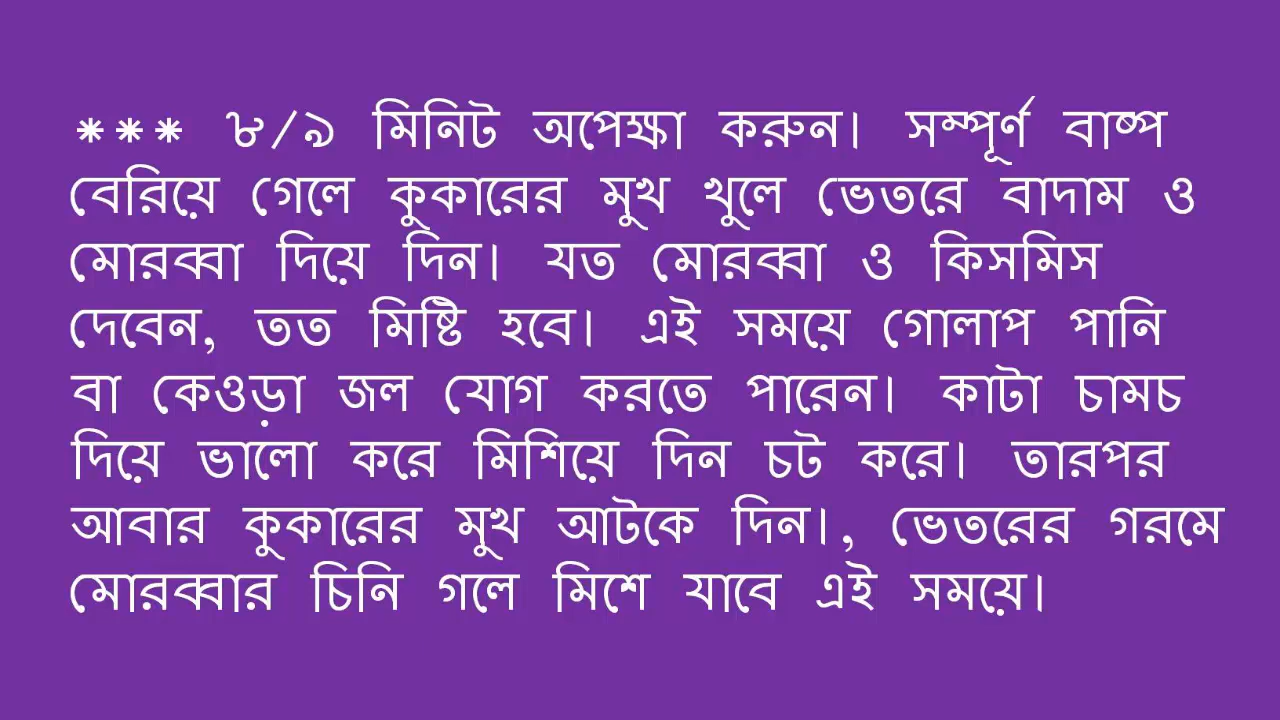 *** ৮/৯ মিনিট অপেক্ষা করুন। সম্পূর্ণ বাষ্প
বেরিয়ে গেলে কুকারের মুখ খুলে ভেতরে বাদাম ও
মোরব্বা দিয়ে দিন। যত মোরব্বা ও কিসমিস
দেবেন, তত মিষ্টি হবে। এই সময়ে গোলাপ পানি
বা কেওড়া জল যোগ করতে পারেন। কাটা চামচ
দিয়ে ভালো করে মিশিয়ে দিন চট করে। তারপর
আবার কুকারের মুখ আটকে দিন।, ভেতরের গরমে
মোরব্বার চিনি গলে মিশে যাবে এই সময়ে।